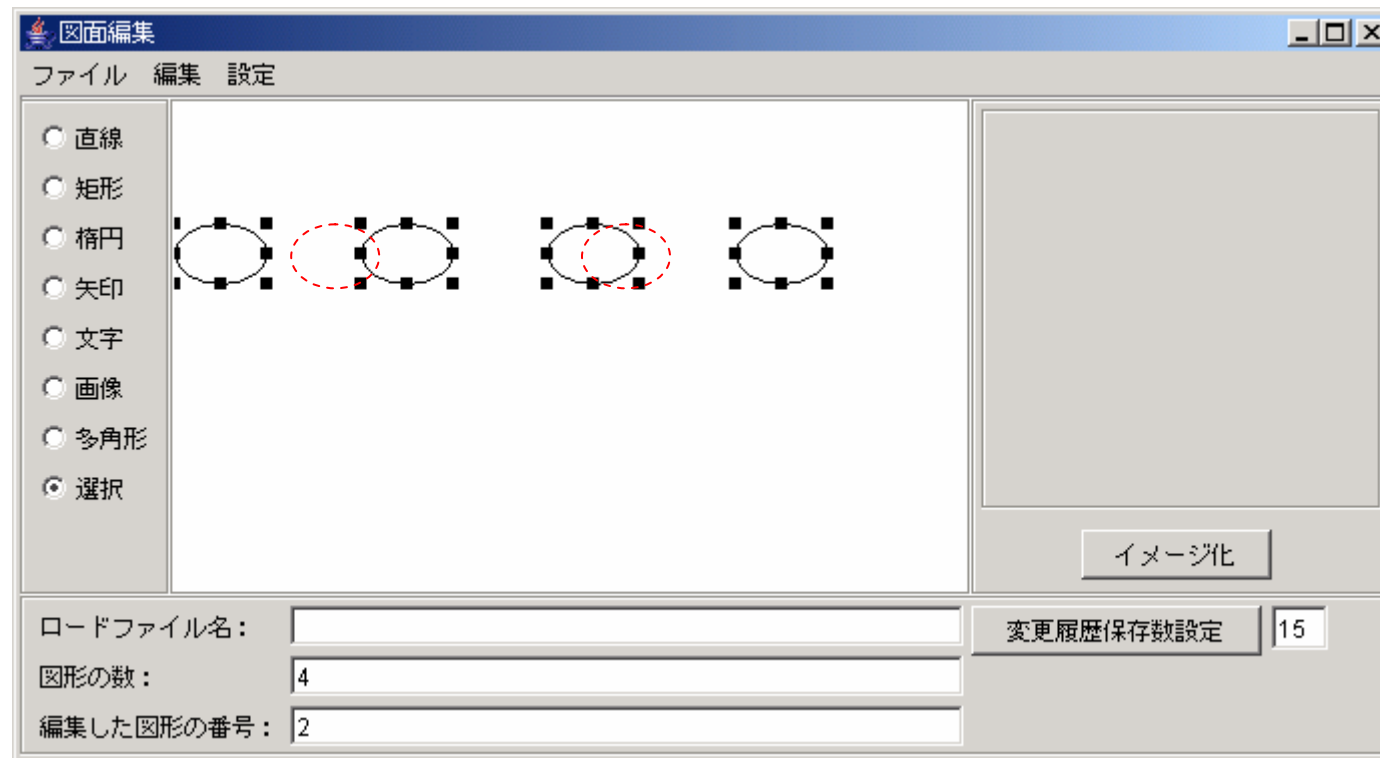 図面編集
ファイル 編集 設定
直線
矩形
楕円
矢印
文字
画像
多角形
選択
イメージ化
ロードファイル名：
変更履歴保存数設定 15
図形の数： 4
編集した図形の番号： 2